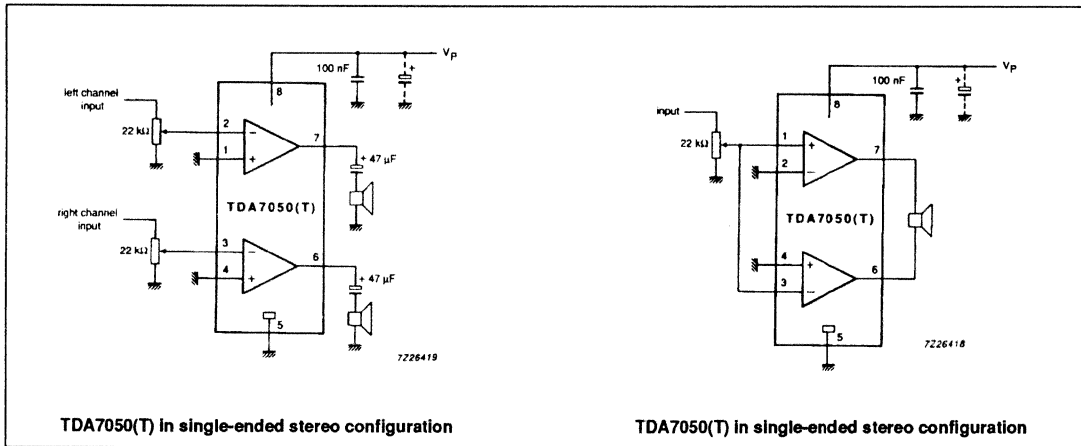 V_P
100 nF
+
8
left channel
input
22 kΩ
2
−
7
1
+
+ 47 µF
TDA7050(T)
right channel
input
22 kΩ
3
−
6
4
+
+ 47 µF
5
7Z26419
TDA7050(T) in single-ended stereo configuration
V_P
100 nF
+
8
input
22 kΩ
1
+
7
2
−
TDA7050(T)
4
+
6
3
−
5
7Z26418
TDA7050(T) in single-ended stereo configuration